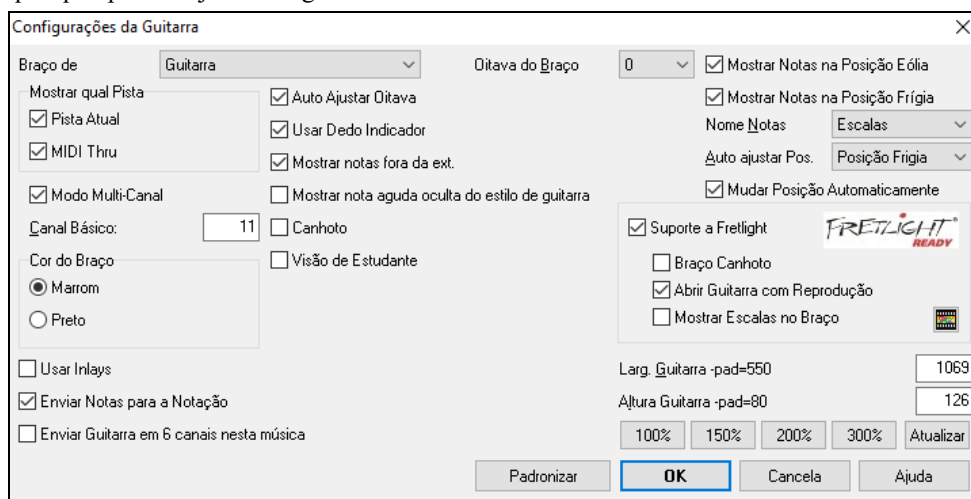 Configurações da Guitarra
Braço de Guitarra Oitava do Braço 0 Mostrar Notas na Posição Eólia
Mostrar qual Pista Auto Ajustar Oitava Mostrar Notas na Posição Frígia
Pista Atual Usar Dedo Indicador Nome Notas Escalas
MIDI Thru Mostrar notas fora da ext. Auto ajustar Pos. Posição Frigia
Modo Multi-Canal Mostrar nota aguda oculta do estilo de guitarra Mudar Posição Automaticamente
Canal Básico: 11 Canhoto Suporte a Fretlight FRETLIGHT READY
Cor do Braço Visão de Estudante Braço Canhoto
Marrom Abrir Guitarra com Reprodução
Preto Mostrar Escalas no Braço
Usar Inlays Larg. Guitarra -pad=550 1069
Enviar Notas para a Notação Altura Guitarra -pad=80 126
Enviar Guitarra em 6 canais nesta música 100% 150% 200% 300% Atualizar
Padronizar OK Cancela Ajuda